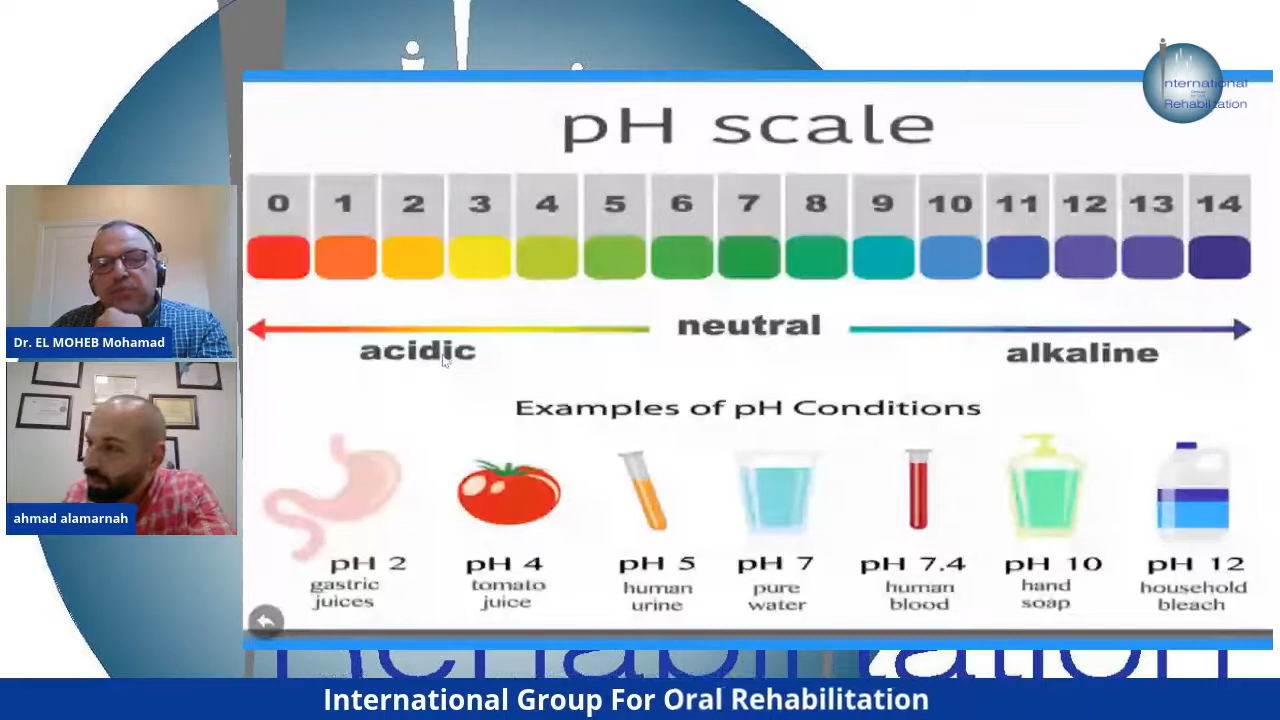 nternational
Rehabilitation
pH scale
0 1 2 3 4 5 6 7 8 9 10 11 12 13 14
neutral
acidic
alkaline
Examples of pH Conditions
pH 2
gastric
juices
pH 4
tomato
juice
pH 5
human
urine
pH 7
pure
water
pH 7.4
human
blood
pH 10
hand
soap
pH 12
household
bleach
Dr. EL MOHEB Mohamad
ahmad alamarnah
Rehabilitation
International Group For Oral Rehabilitation